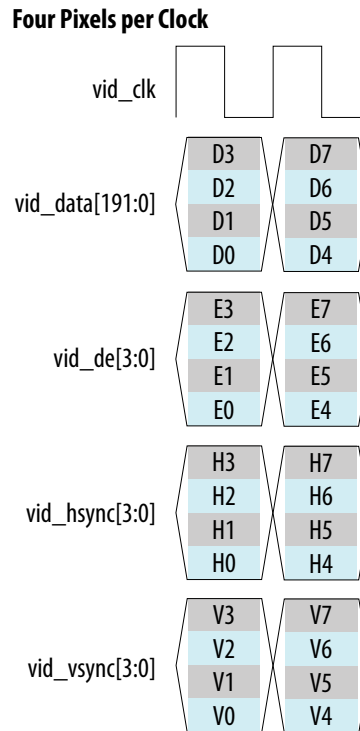 Four Pixels per Clock
vid_clk
vid_data[191:0]
D3 D7
D2 D6
D1 D5
D0 D4
vid_de[3:0]
E3 E7
E2 E6
E1 E5
E0 E4
vid_hsync[3:0]
H3 H7
H2 H6
H1 H5
H0 H4
vid_vsync[3:0]
V3 V7
V2 V6
V1 V5
V0 V4